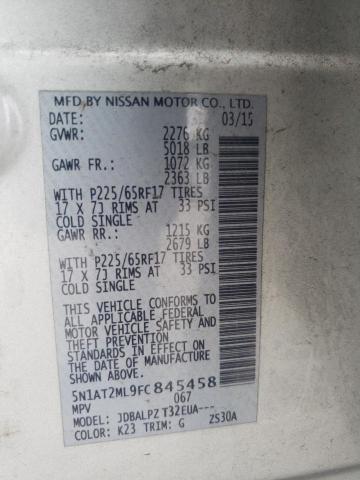 MFD BY NISSAN MOTOR CO., LTD.
DATE: 03/15
GVWR: 2276 KG
5018 LB
GAWR FR.: 1072 KG
2363 LB
WITH P225/65RF17 TIRES
17 X 7J RIMS AT 33 PSI
COLD SINGLE
GAWR RR.: 1215 KG
2679 LB
WITH P225/65RF17 TIRES
17 X 7J RIMS AT 33 PSI
COLD SINGLE
THIS VEHICLE CONFORMS TO
ALL APPLICABLE FEDERAL
MOTOR VEHICLE SAFETY AND
THEFT PREVENTION
STANDARDS IN EFFECT ON
THE DATE OF MANUFACTURE
SHOWN ABOVE.
5N1AT2ML9FC845458
MPV 067
MODEL: JDBALPZ T32EUA---
COLOR: K23 TRIM: G ZS30A